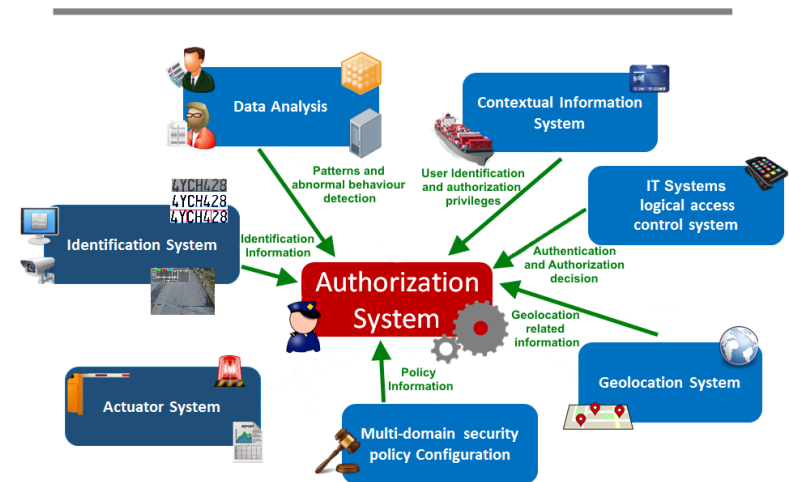 Data Analysis
Contextual Information
System
Patterns and
abnormal behaviour
detection
User Identification
and authorization
privileges
IT Systems
logical access
control system
4YCH428
4YCH428
4YCH428
Identification System
Identification
Information
Authentication
and Authorization
decision
Authorization
System
Geolocation
related
information
Geolocation System
Policy
Information
Actuator System
REPORT
Multi-domain security
policy Configuration